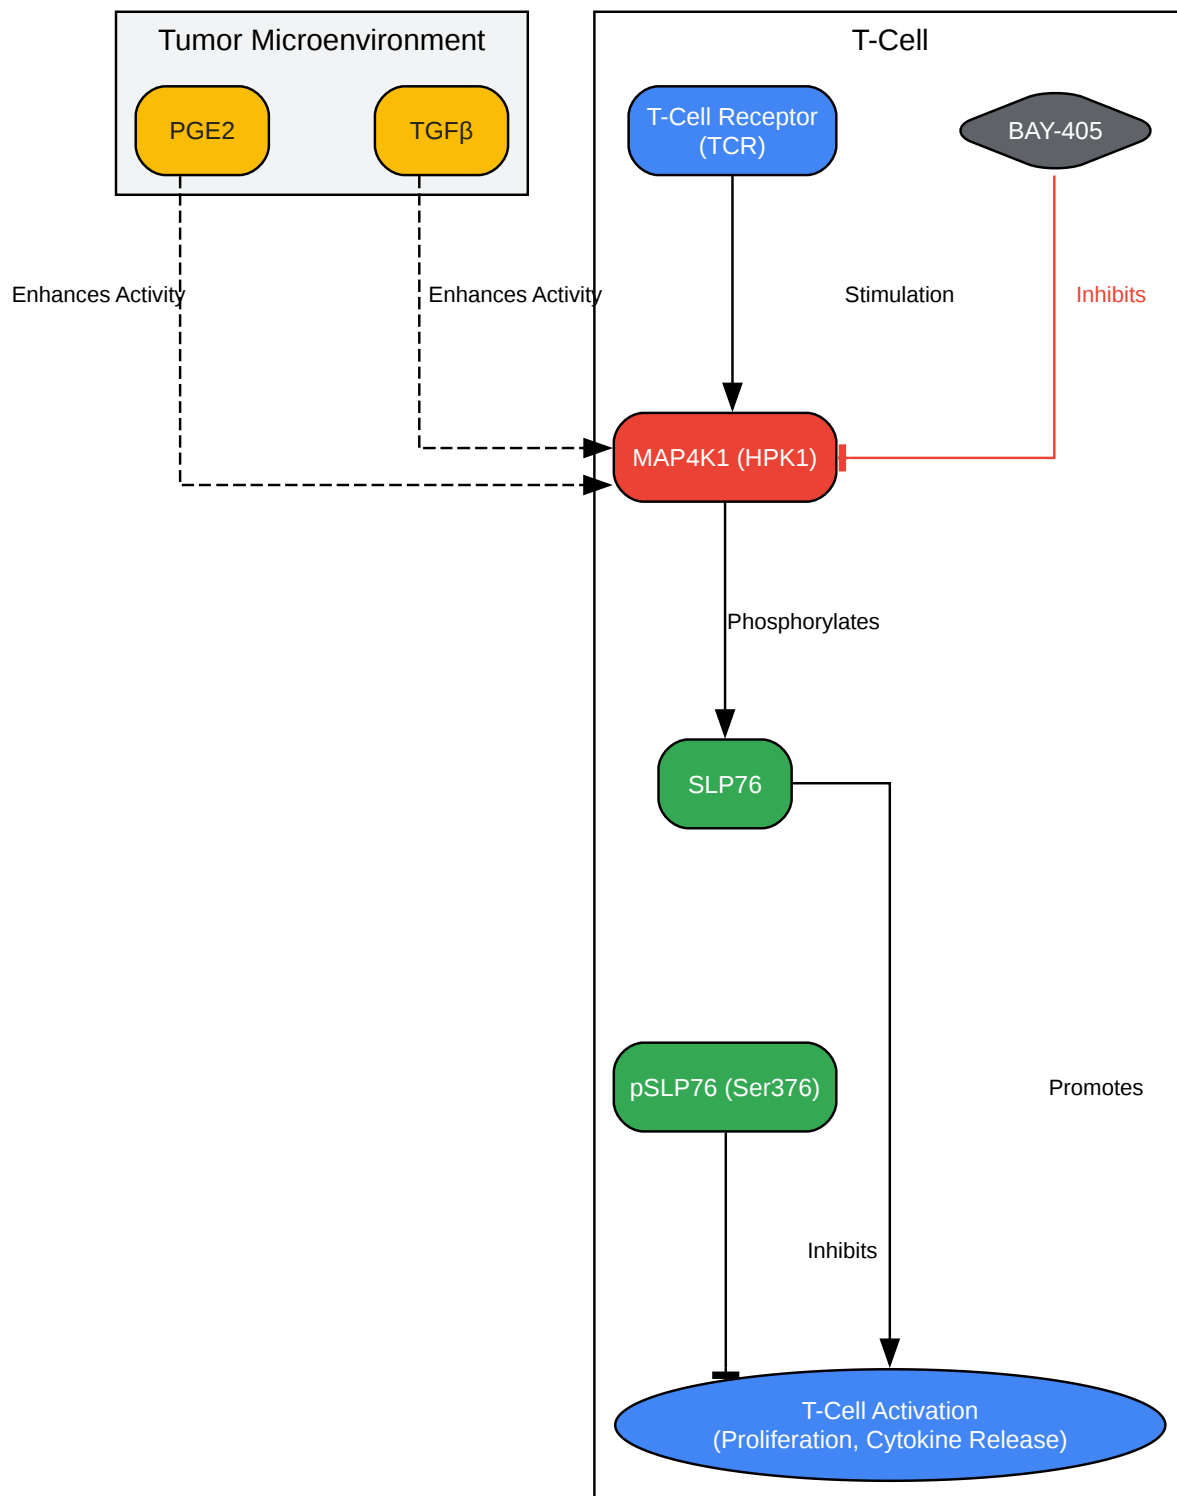 Tumor Microenvironment
T-Cell
PGE2
TGFβ
T-Cell Receptor
(TCR)
BAY-405
Enhances Activity
Enhances Activity
Stimulation
Inhibits
MAP4K1 (HPK1)
Phosphorylates
SLP76
pSLP76 (Ser376)
Promotes
Inhibits
T-Cell Activation
(Proliferation, Cytokine Release)